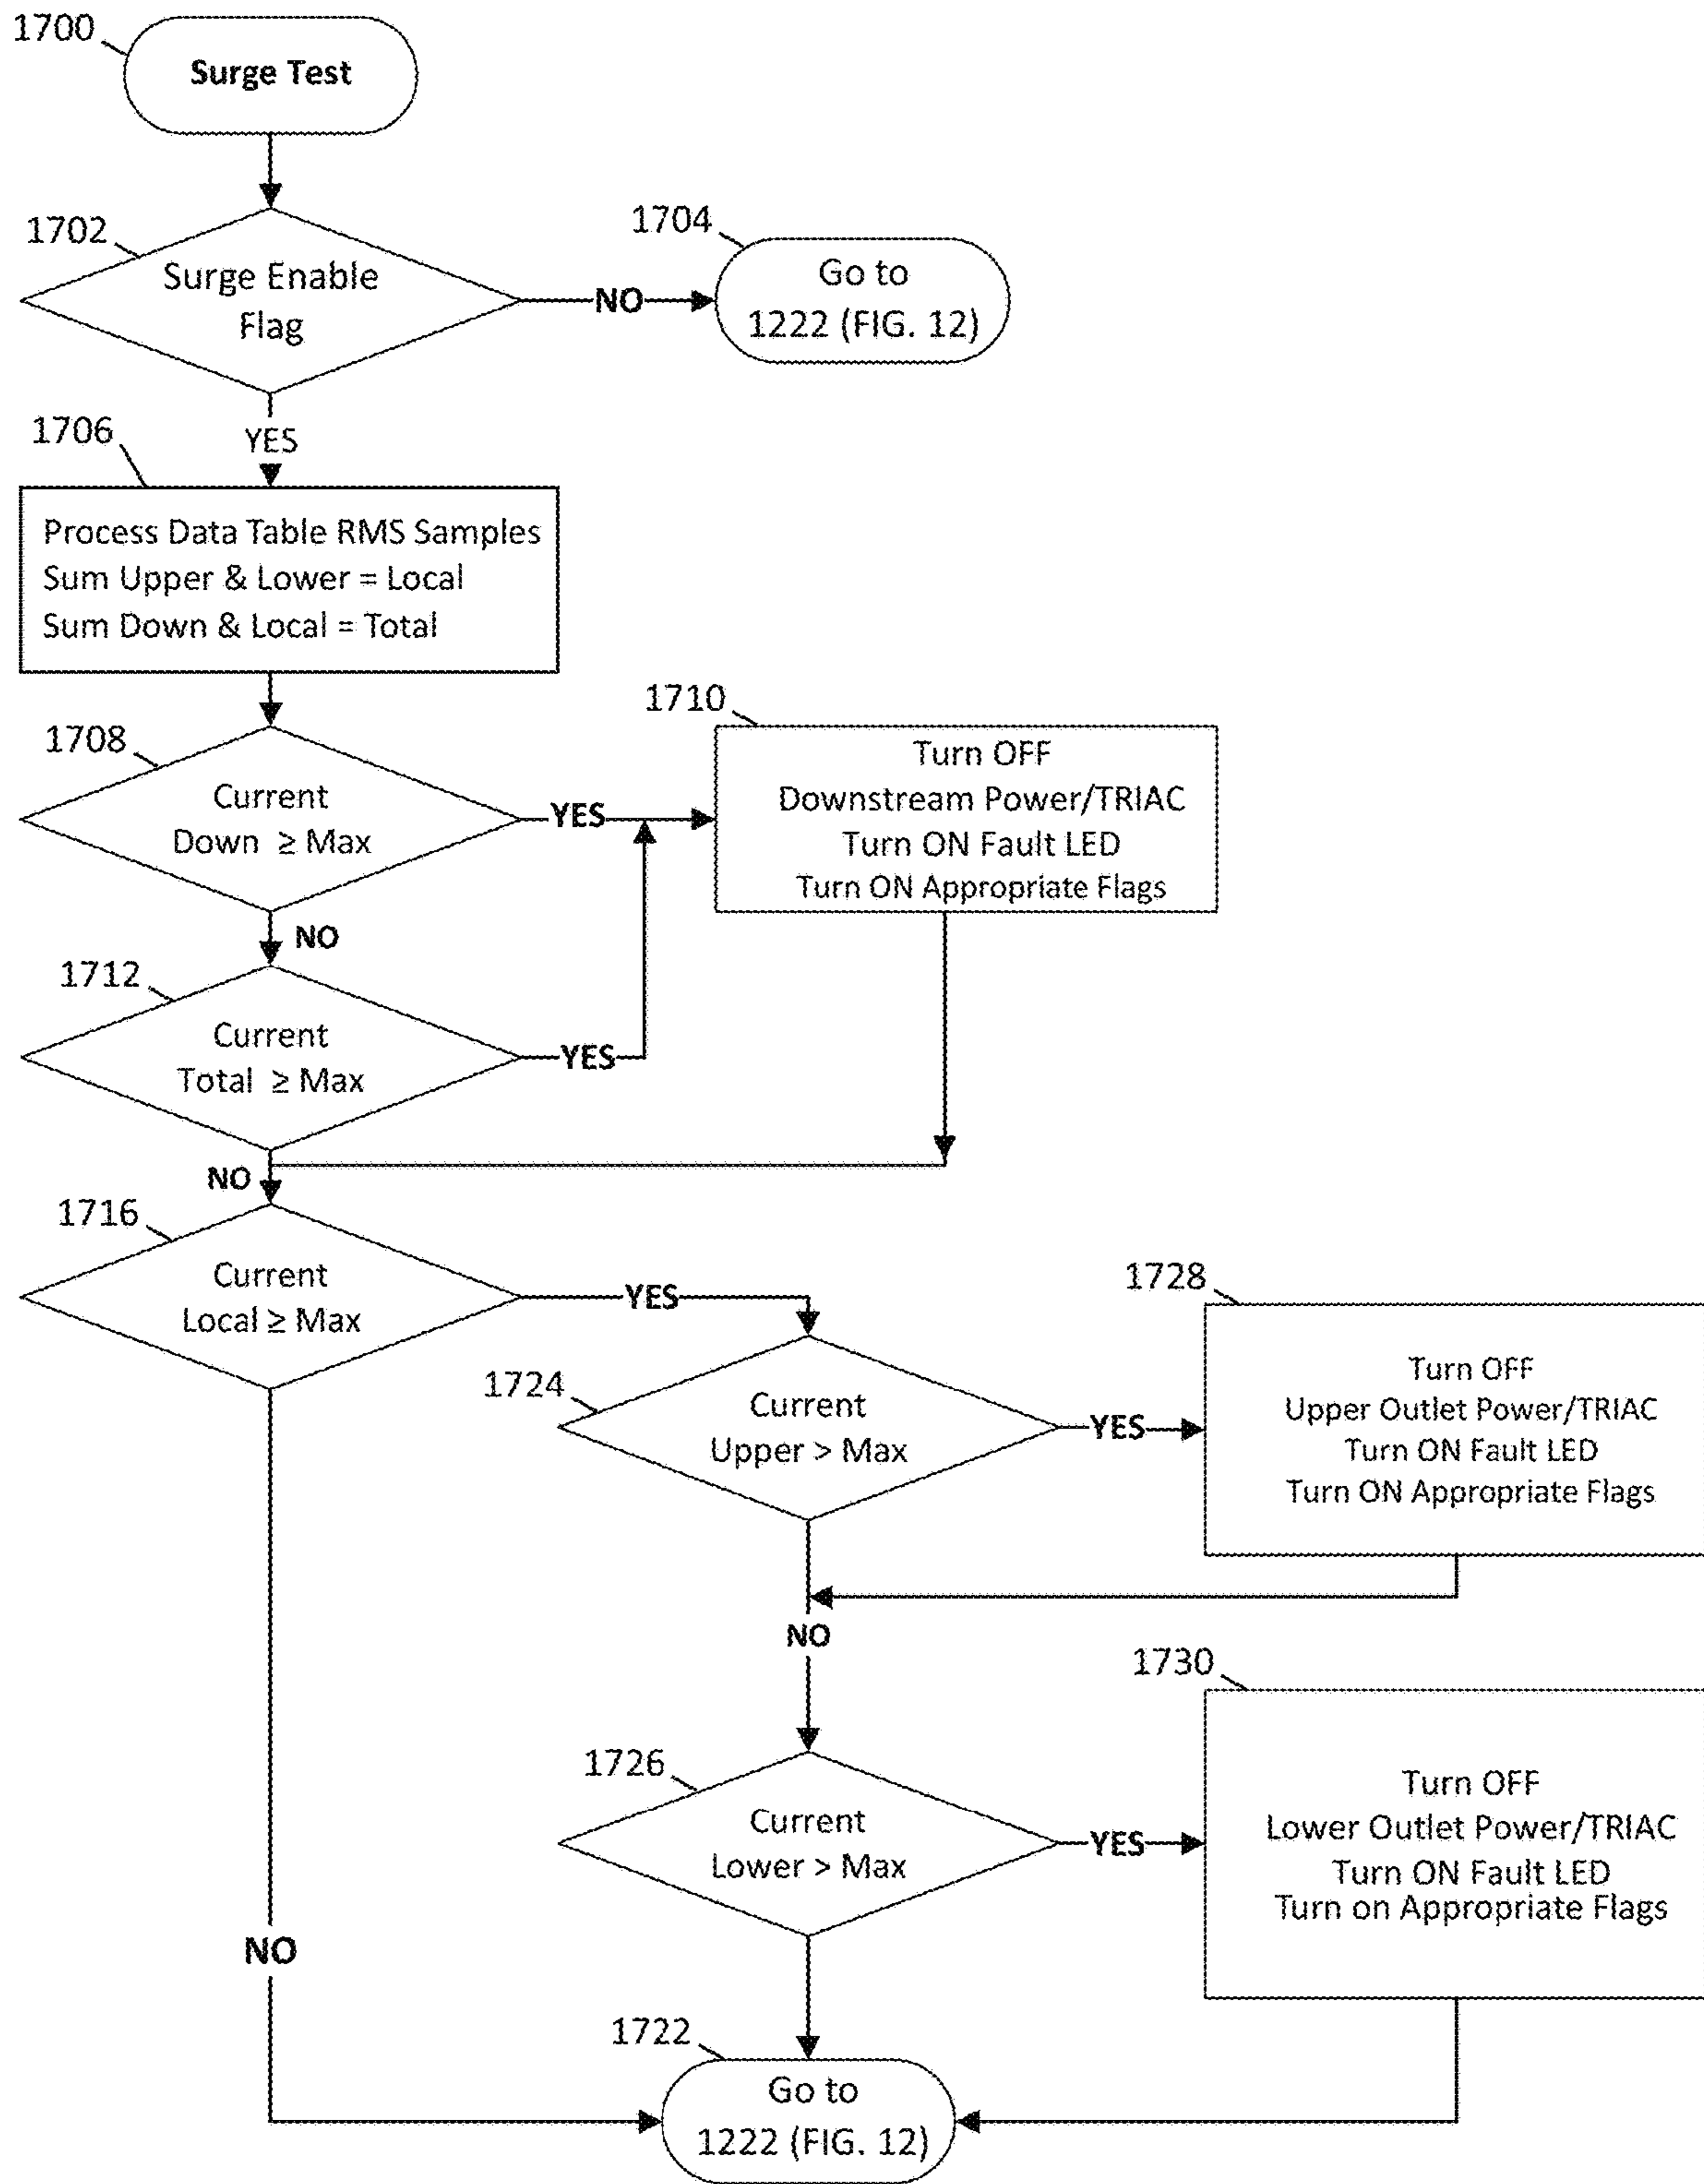 1700
Surge Test
1702
Surge Enable
Flag
NO
1704
Go to
1222 (FIG. 12)
YES
1706
Process Data Table RMS Samples
Sum Upper & Lower = Local
Sum Down & Local = Total
1708
Current
Down ≥ Max
YES
1710
Turn OFF
Downstream Power/TRIAC
Turn ON Fault LED
Turn ON Appropriate Flags
NO
1712
Current
Total ≥ Max
YES
NO
1716
Current
Local ≥ Max
YES
1724
Current
Upper > Max
YES
1728
Turn OFF
Upper Outlet Power/TRIAC
Turn ON Fault LED
Turn ON Appropriate Flags
NO
1726
Current
Lower > Max
YES
1730
Turn OFF
Lower Outlet Power/TRIAC
Turn ON Fault LED
Turn on Appropriate Flags
NO
1722
Go to
1222 (FIG. 12)